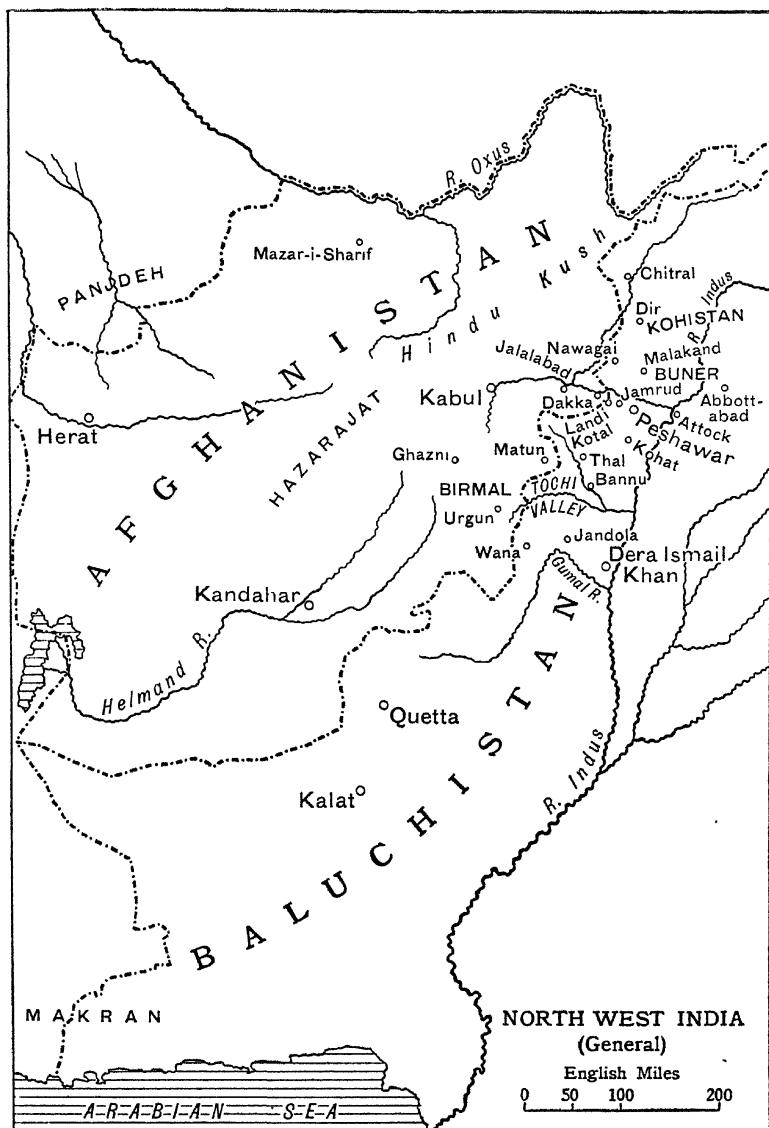 R. Oxus
Mazar-i-Sharif
PANJDEH
AFGHANISTAN
Hindu Kush
Chitral
Dir
KOHISTAN
R. Indus
Nawagai
Malakand
Jalalabad
BUNER
Kabul
Dakka
Jamrud
Abbott-
abad
Landi
Kotal
Peshawar
Attock
Herat
HAZARAJAT
Ghazni
Matun
Thal
Kohat
Bannu
BIRMAL
TOCHI
VALLEY
Urgun
Wana
Jandola
Dera Ismail
Khan
Gumal R.
Kandahar
Helmand R.
Quetta
Kalat
BALUCHISTAN
R. Indus
MAKRAN
ARABIAN SEA
NORTH WEST INDIA
(General)
English Miles
0 50 100 200